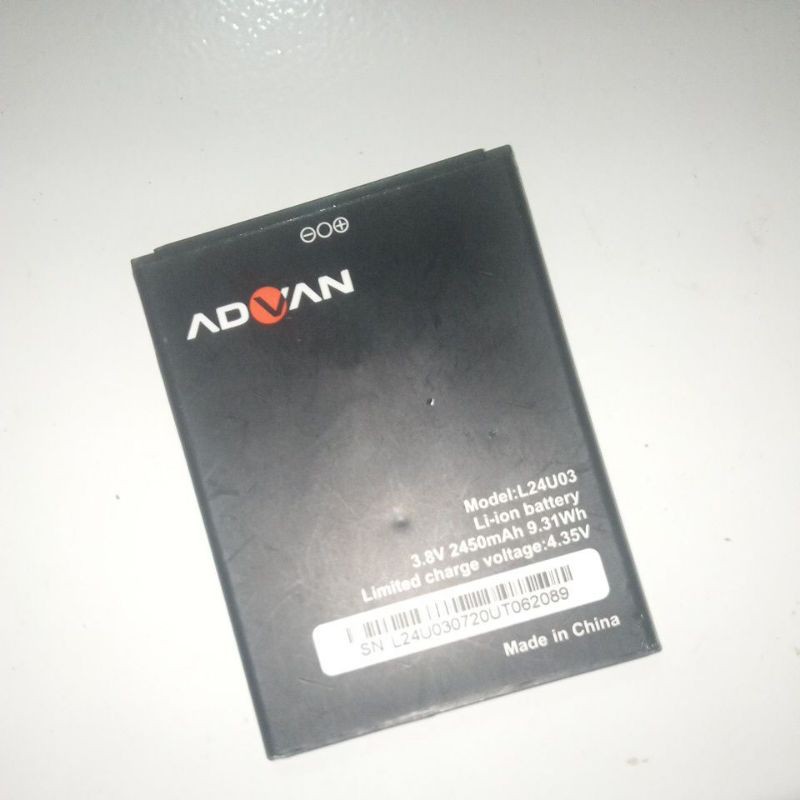 ADVAN
Model:L24U03
Li-ion battery
3.8V 2450mAh 9.31Wh
Limited charge voltage:4.35V
SN L24U030720UT062089
Made in China